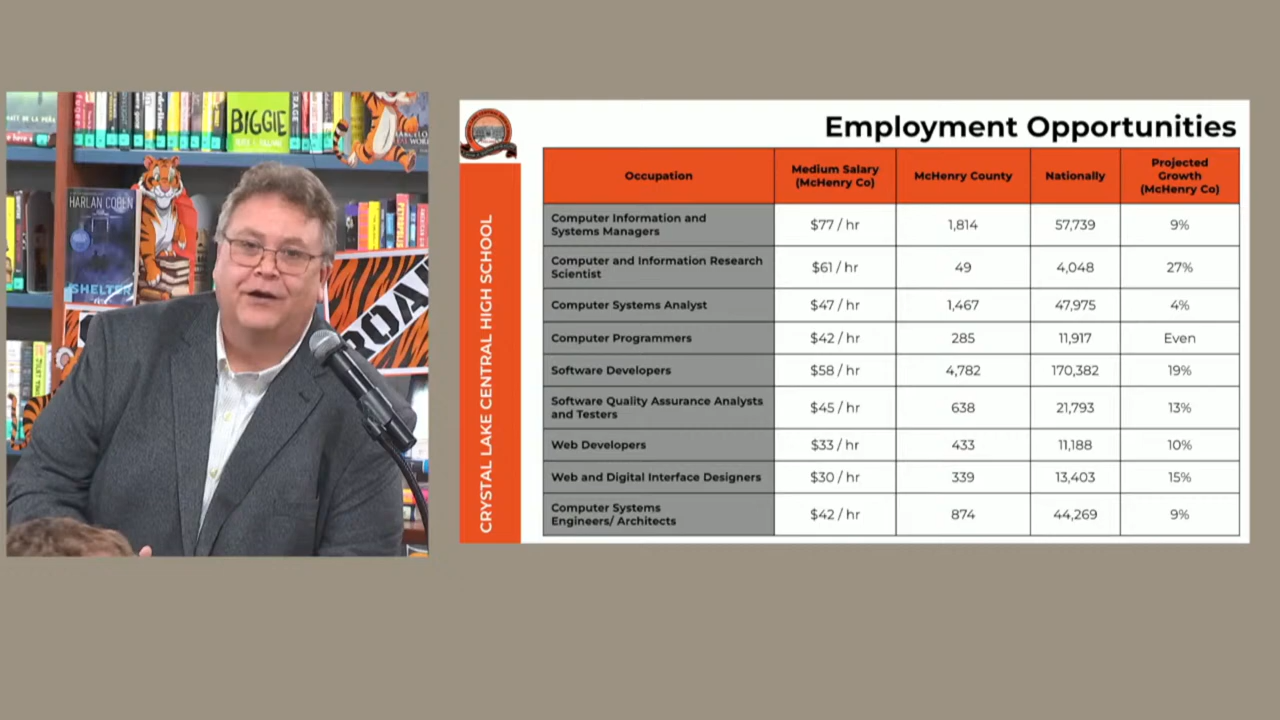 BIGGIE
HARLAN COBEN
SHELTER
ROA
CRYSTAL LAKE CENTRAL HIGH SCHOOL
Employment Opportunities
Occupation
Medium Salary
(McHenry Co)
McHenry County
Nationally
Projected
Growth
(McHenry Co)
Computer Information and
Systems Managers
$77 / hr
1,814
57,739
9%
Computer and Information Research
Scientist
$61 / hr
49
4,048
27%
Computer Systems Analyst
$47 / hr
1,467
47,975
4%
Computer Programmers
$42 / hr
285
11,917
Even
Software Developers
$58 / hr
4,782
170,382
19%
Software Quality Assurance Analysts
and Testers
$45 / hr
638
21,793
13%
Web Developers
$33 / hr
433
11,188
10%
Web and Digital Interface Designers
$30 / hr
339
13,403
15%
Computer Systems
Engineers/ Architects
$42 / hr
874
44,269
9%